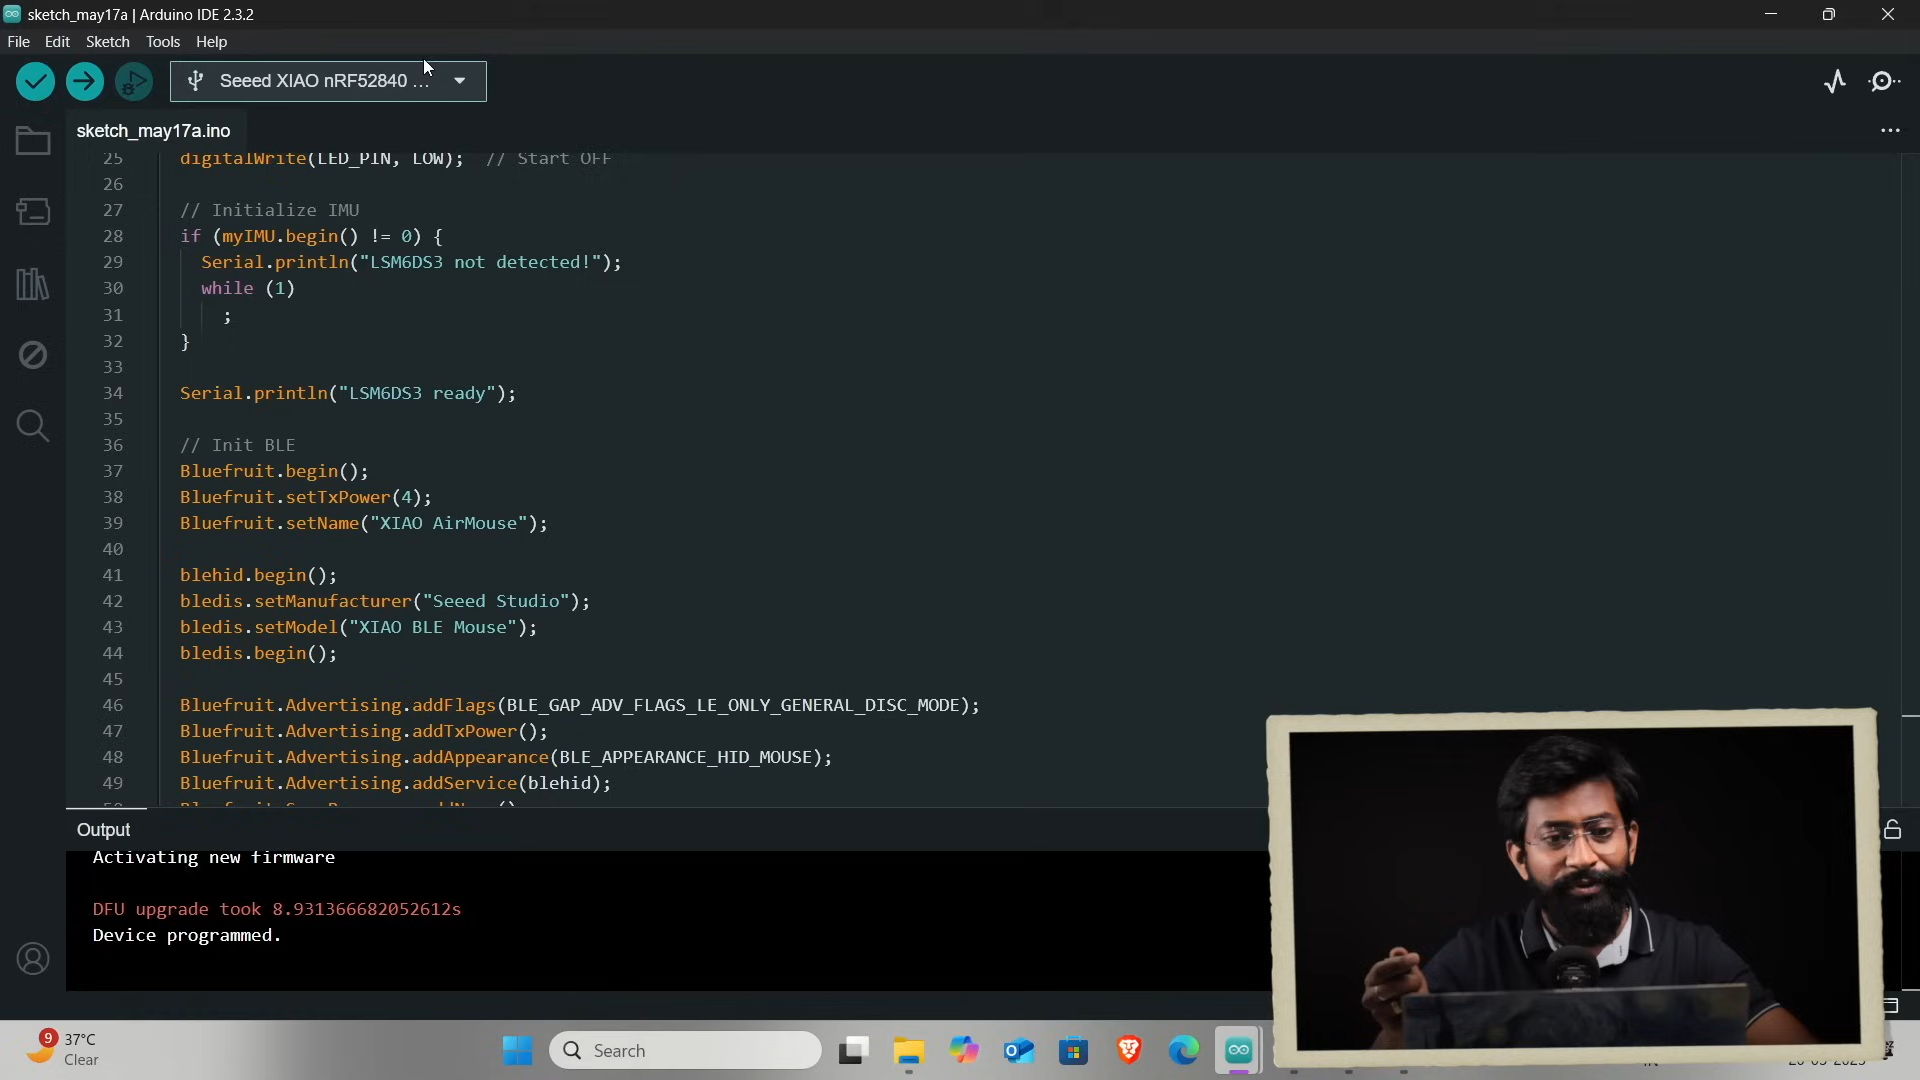 sketch_may17a | Arduino IDE 2.3.2
File Edit Sketch Tools Help
Seeed XIAO nRF52840 ...
sketch_may17a.ino
25 digitalWrite(LED_PIN, LOW); // Start OFF
26
27 // Initialize IMU
28 if (myIMU.begin() != 0) {
29 Serial.println("LSM6DS3 not detected!");
30 while (1)
31 ;
32 }
33
34 Serial.println("LSM6DS3 ready");
35
36 // Init BLE
37 Bluefruit.begin();
38 Bluefruit.setTxPower(4);
39 Bluefruit.setName("XIAO AirMouse");
40
41 blehid.begin();
42 bledis.setManufacturer("Seeed Studio");
43 bledis.setModel("XIAO BLE Mouse");
44 bledis.begin();
45
46 Bluefruit.Advertising.addFlags(BLE_GAP_ADV_FLAGS_LE_ONLY_GENERAL_DISC_MODE);
47 Bluefruit.Advertising.addTxPower();
48 Bluefruit.Advertising.addAppearance(BLE_APPEARANCE_HID_MOUSE);
49 Bluefruit.Advertising.addService(blehid);
Output
Activating new firmware
DFU upgrade took 8.931366682052612s
Device programmed.
9 37°C
Clear
Search